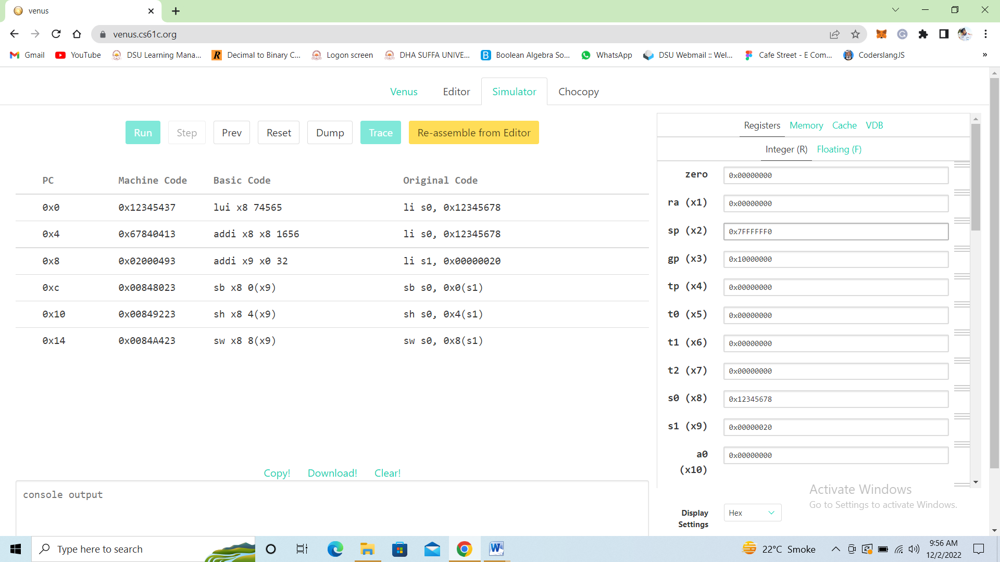 venus
venus.cs61c.org
Gmail YouTube DSU Learning Mana... Decimal to Binary C... Logon screen DHA SUFFA UNIVE... Boolean Algebra So... WhatsApp DSU Webmail :: Wel... Cafe Street - E Com... CoderslangJS »
Venus Editor Simulator Chocopy
Run Step Prev Reset Dump Trace Re-assemble from Editor
PC Machine Code Basic Code Original Code
0x0 0x12345437 lui x8 74565 li s0, 0x12345678
0x4 0x67840413 addi x8 x8 1656 li s0, 0x12345678
0x8 0x02000493 addi x9 x0 32 li s1, 0x00000020
0xc 0x00848023 sb x8 0(x9) sb s0, 0x0(s1)
0x10 0x00849223 sh x8 4(x9) sh s0, 0x4(s1)
0x14 0x0084A423 sw x8 8(x9) sw s0, 0x8(s1)
Copy! Download! Clear!
console output
Registers Memory Cache VDB
Integer (R) Floating (F)
zero 0x00000000
ra (x1) 0x00000000
sp (x2) 0x7FFFFFF0
gp (x3) 0x10000000
tp (x4) 0x00000000
t0 (x5) 0x00000000
t1 (x6) 0x00000000
t2 (x7) 0x00000000
s0 (x8) 0x12345678
s1 (x9) 0x00000020
a0 0x00000000
(x10)
Display Hex
Settings
Activate Windows
Go to Settings to activate Windows.
Type here to search
22°C Smoke
9:56 AM
12/2/2022